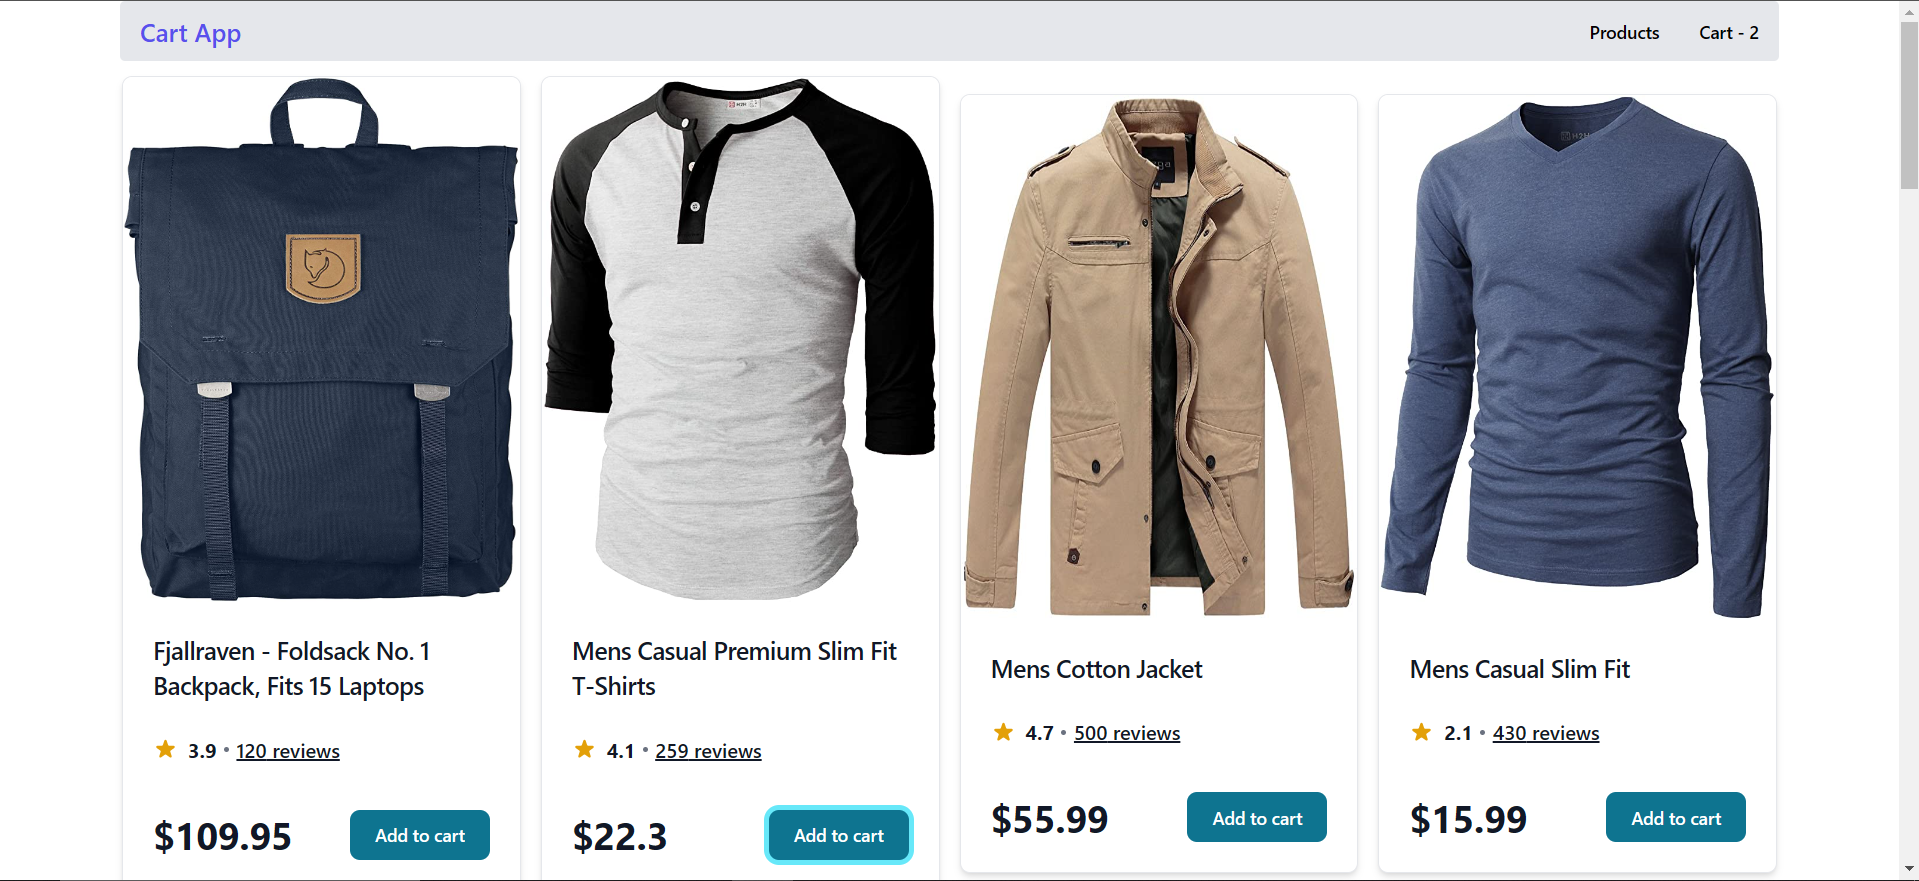 Cart App
Products
Cart - 2
Fjallraven - Foldsack No. 1
Backpack, Fits 15 Laptops
3.9 • 120 reviews
$109.95
Add to cart
Mens Casual Premium Slim Fit
T-Shirts
4.1 • 259 reviews
$22.3
Add to cart
Mens Cotton Jacket
4.7 • 500 reviews
$55.99
Add to cart
H2H
Mens Casual Slim Fit
2.1 • 430 reviews
$15.99
Add to cart